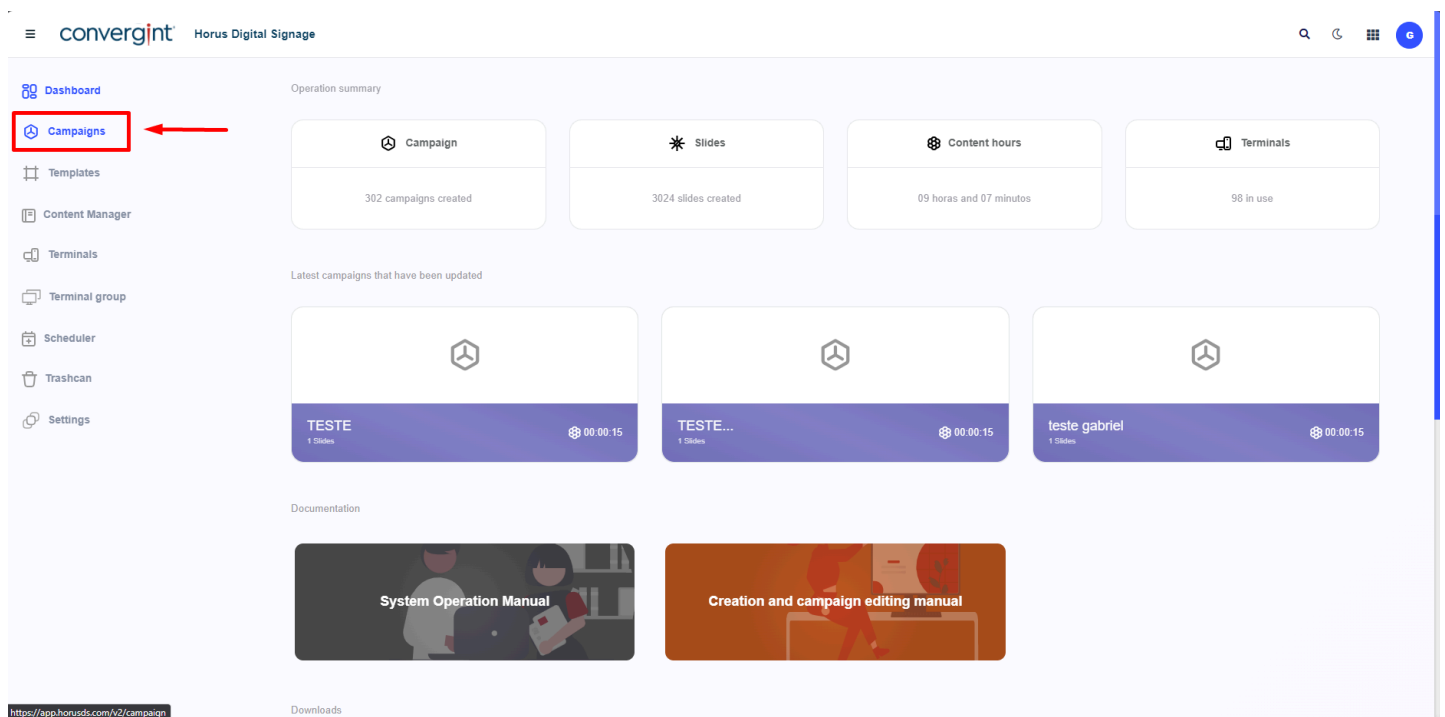 convergint Horus Digital Signage
G
Dashboard
Campaigns
Templates
Content Manager
Terminals
Terminal group
Scheduler
Trashcan
Settings
Operation summary
Campaign
302 campaigns created
Slides
3024 slides created
Content hours
09 horas and 07 minutos
Terminals
98 in use
Latest campaigns that have been updated
TESTE
1 Slides
00:00:15
TESTE...
1 Slides
00:00:15
teste gabriel
1 Slides
00:00:15
Documentation
System Operation Manual
Creation and campaign editing manual
Downloads
https://app.horusds.com/v2/campaign